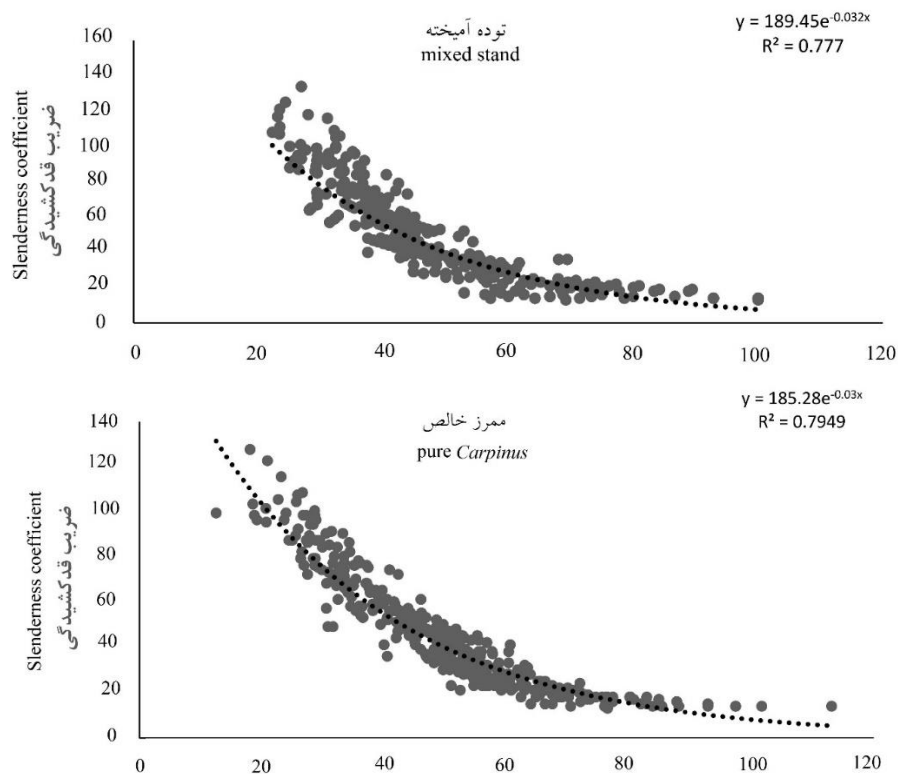 توده آمیخته
mixed stand
y = 189.45e^-0.032x
R² = 0.777
Slenderness coefficient
ضریب قدکشیدگی
160
140
120
100
80
60
40
20
0
0 20 40 60 80 100 120
ممرز خالص
pure Carpinus
y = 185.28e^-0.03x
R² = 0.7949
Slenderness coefficient
ضریب قدکشیدگی
140
120
100
80
60
40
20
0
0 20 40 60 80 100 120